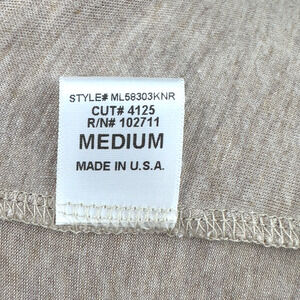 STYLE# ML58303KNR
CUT# 4125
R/N# 102711
MEDIUM
MADE IN U.S.A.